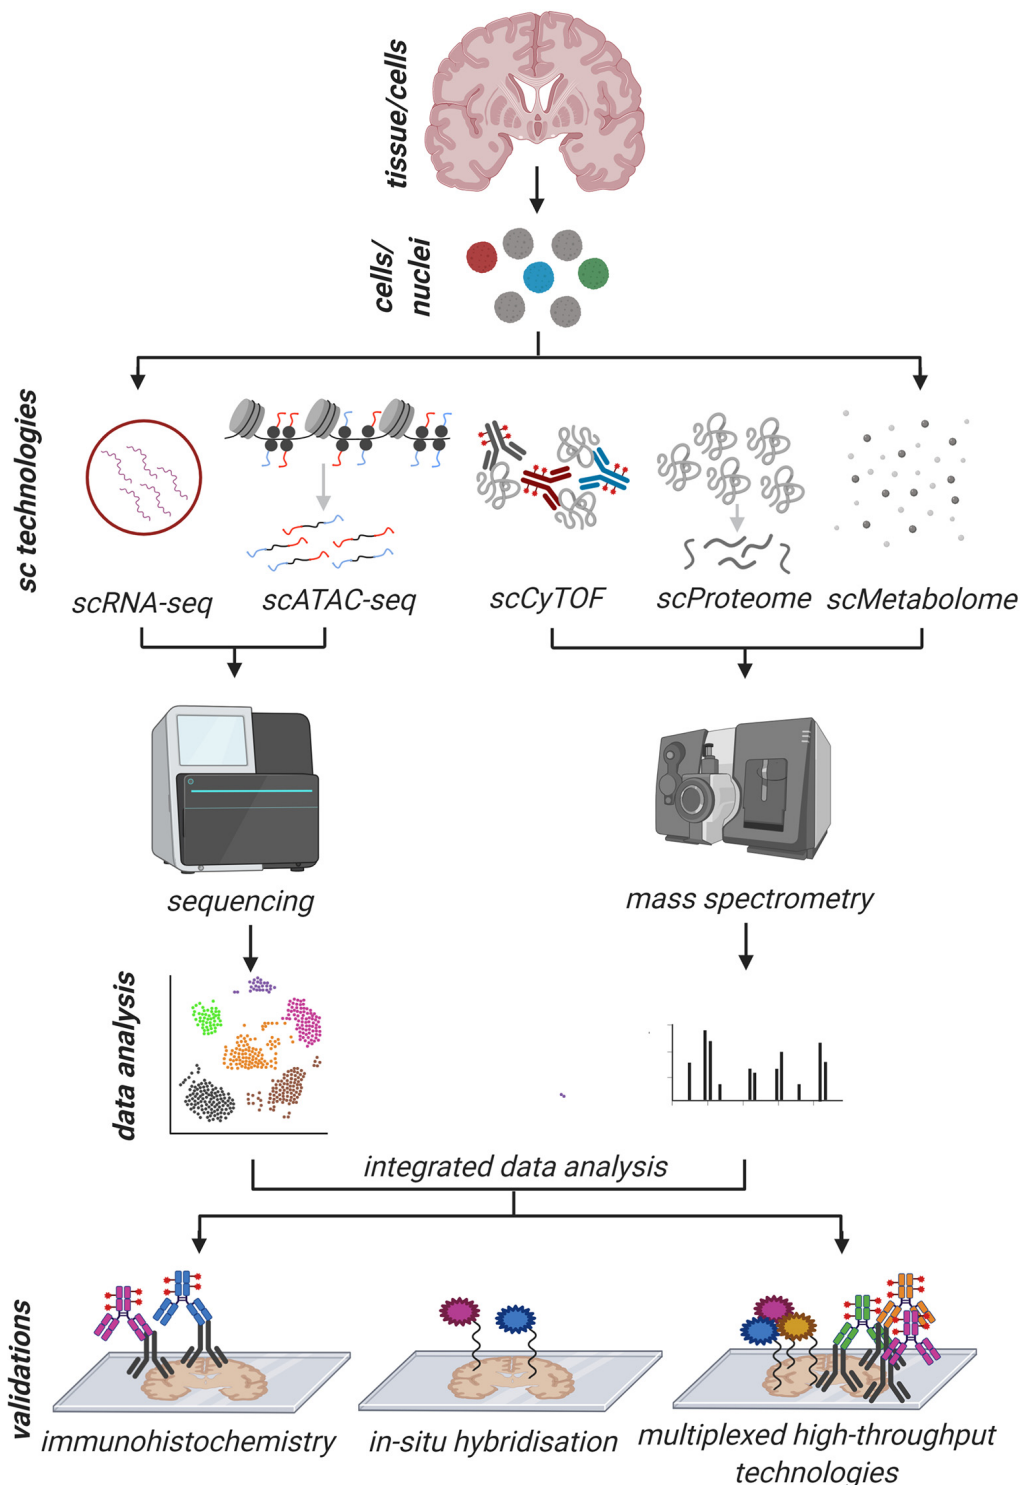 tissue/cells
cells/
nuclei
sc technologies
scRNA-seq
scATAC-seq
scCyTOF
scProteome
scMetabolome
sequencing
mass spectrometry
data analysis
integrated data analysis
validations
immunohistochemistry
in-situ hybridisation
multiplexed high-throughput
technologies